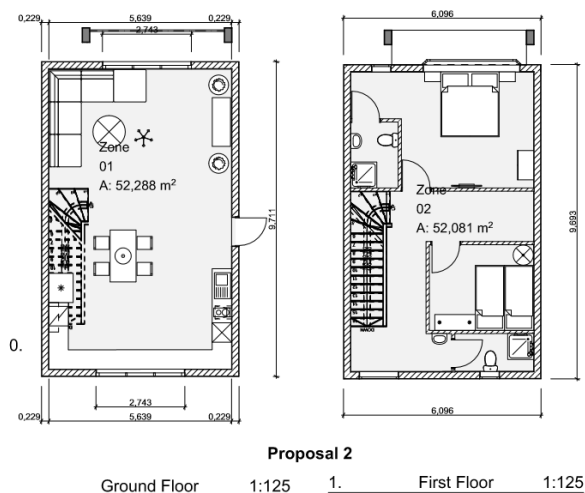 0,229 5,639 0,229
2,743
6,096
Zone
01
A: 52,288 m²
9,711
Zone
02
A: 52,081 m²
9,893
DOWN
0.
2,743
0,229 5,639 0,229
6,096
Proposal 2
Ground Floor 1:125 1. First Floor 1:125